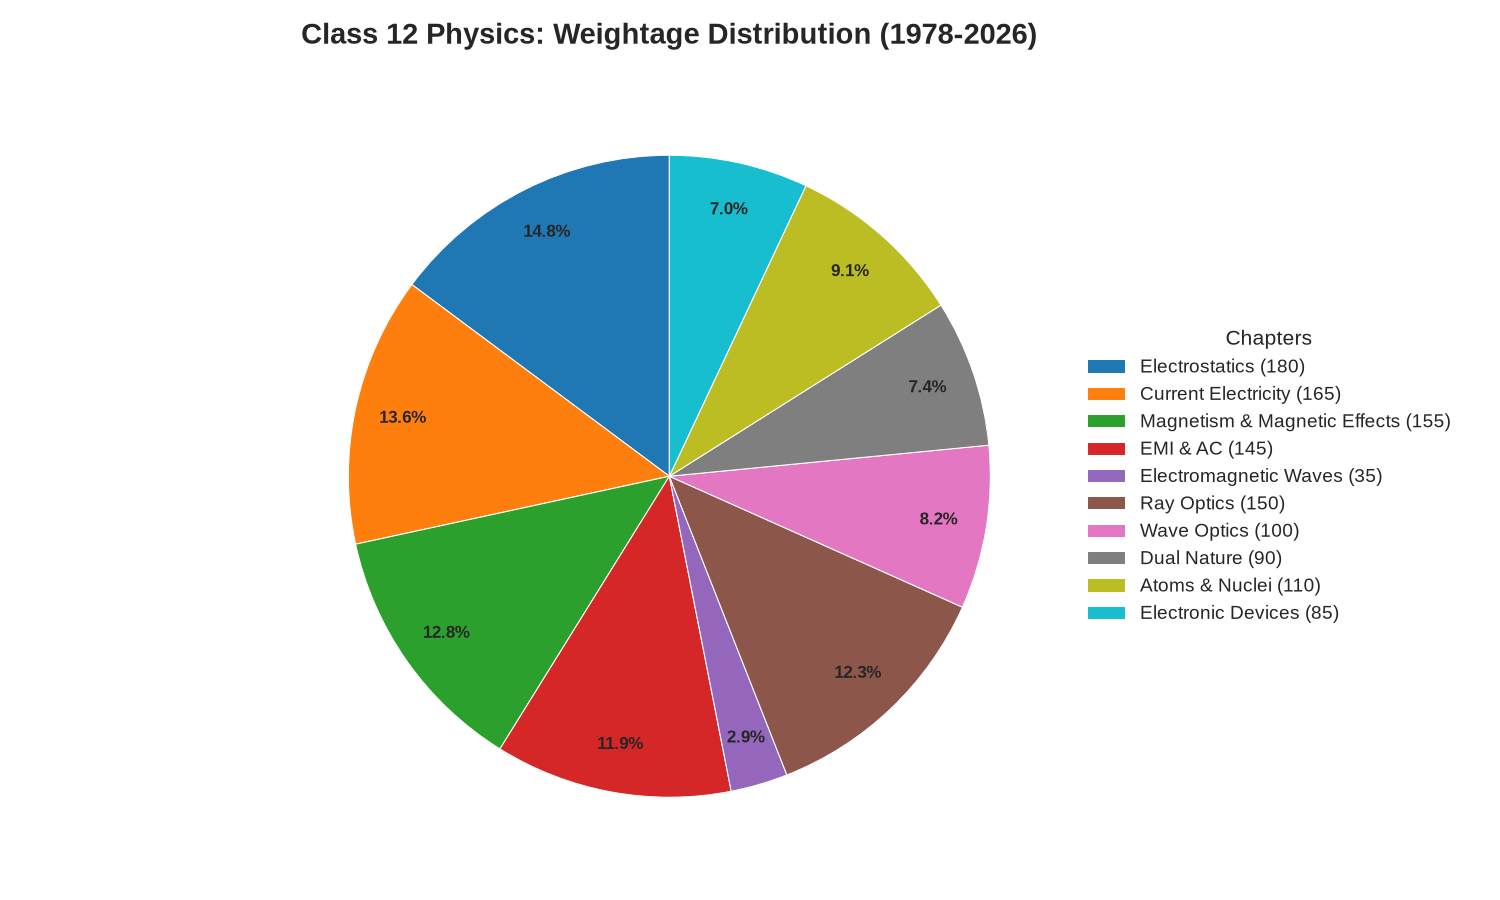 Class 12 Physics: Weightage Distribution (1978-2026)
7.0%
14.8%
9.1%
7.4%
13.6%
8.2%
12.8%
12.3%
2.9%
11.9%
Chapters
Electrostatics (180)
Current Electricity (165)
Magnetism & Magnetic Effects (155)
EMI & AC (145)
Electromagnetic Waves (35)
Ray Optics (150)
Wave Optics (100)
Dual Nature (90)
Atoms & Nuclei (110)
Electronic Devices (85)